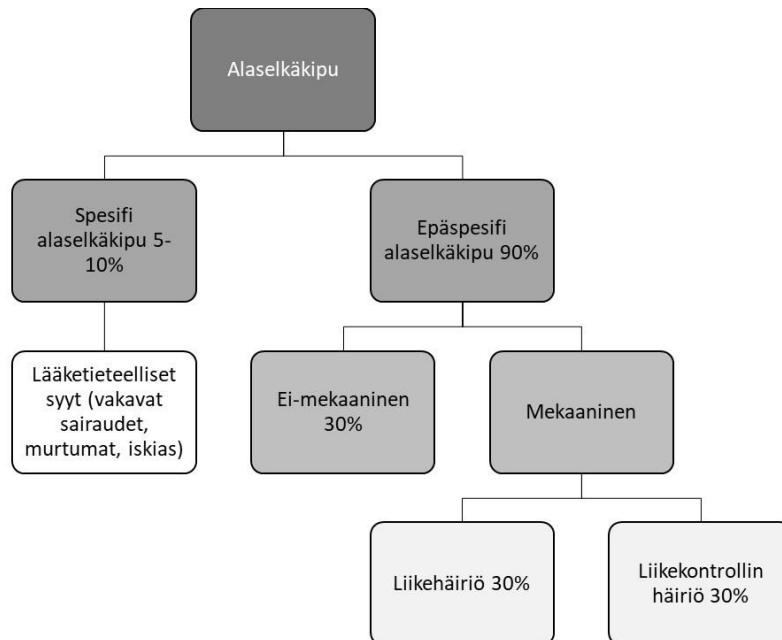 Alaselkäkipu
Spesifi
alaselkäkipu 5-
10%
Epäspesifi
alaselkäkipu 90%
Lääketieteelliset
syyt (vakavat
sairaudet,
murtumat, iskias)
Ei-mekaaninen
30%
Mekaaninen
Liikehäiriö 30%
Liikekontrollin
häiriö 30%